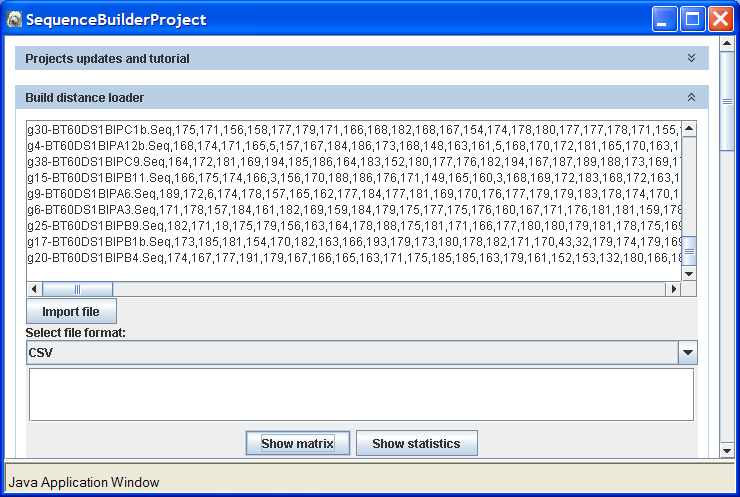 SequenceBuilderProject
Projects updates and tutorial
Build distance loader
g30-BT60DS1BIPC1b.Seq,175,171,156,158,177,179,171,166,168,182,168,167,154,174,178,180,177,177,178,171,155,
g4-BT60DS1BIPA12b.Seq,168,174,171,165,5,157,167,184,186,173,168,148,163,161,5,168,170,172,181,165,170,163,1
g38-BT60DS1BIPC9.Seq,164,172,181,169,194,185,186,164,183,152,180,177,176,182,194,167,187,189,188,173,169,1
g15-BT60DS1BIPB11.Seq,166,175,174,166,3,156,170,188,186,176,171,149,165,160,3,168,169,172,183,168,172,163,1
g9-BT60DS1BIPA6.Seq,189,172,6,174,178,157,165,162,177,184,177,181,169,170,176,177,179,179,183,178,174,170,1
g6-BT60DS1BIPA3.Seq,171,178,157,184,161,182,169,159,184,179,175,177,175,176,160,167,171,176,181,181,159,178
g25-BT60DS1BIPB9.Seq,182,171,18,175,179,156,163,164,178,188,175,181,171,166,177,180,180,179,181,178,175,169
g17-BT60DS1BIPB1b.Seq,173,185,181,154,170,182,163,166,193,179,173,180,178,182,171,170,43,32,179,174,179,169
g20-BT60DS1BIPB4.Seq,174,167,177,191,179,167,166,165,163,171,175,185,185,163,179,161,152,153,132,180,166,18
Import file
Select file format:
CSV
Show matrix Show statistics
Java Application Window